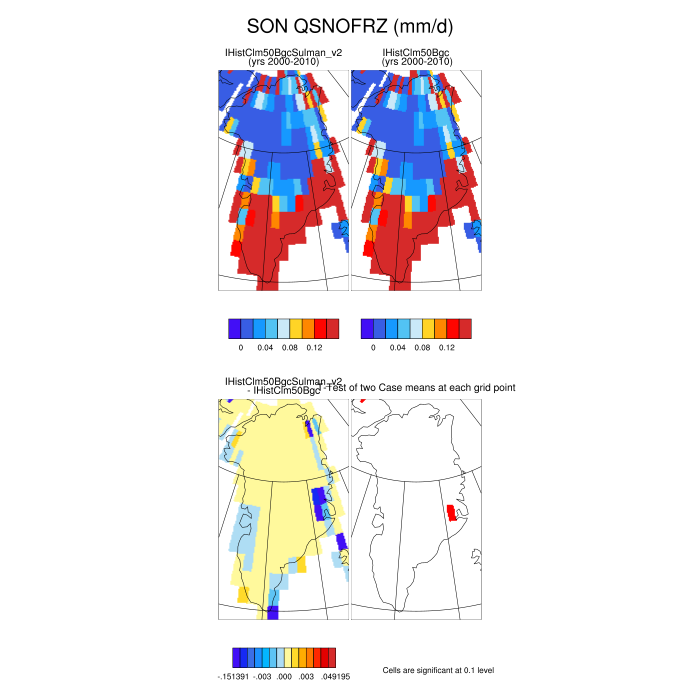 SON QSNOFRZ (mm/d)
IHistClm50BgcSulman_v2
(yrs 2000-2010)
IHistClm50Bgc
(yrs 2000-2010)
0 0.04 0.08 0.12
0 0.04 0.08 0.12
IHistClm50BgcSulman_v2
- IHistClm50Bgc
T-Test of two Case means at each grid point
-.151391 -.003 .000 .003 .049195
Cells are significant at 0.1 level